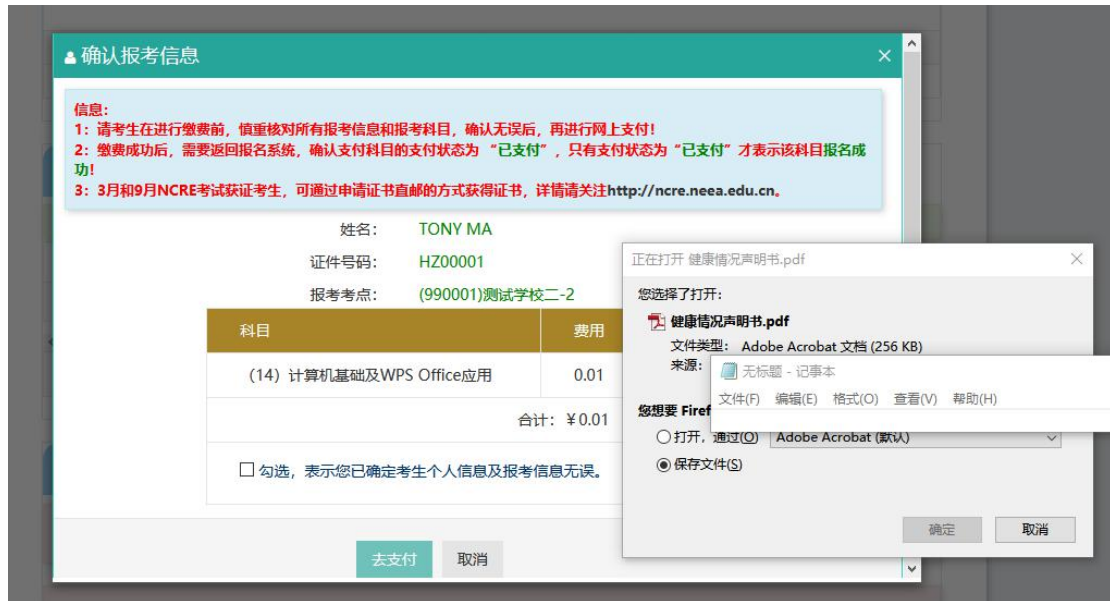 确认报考信息 ×
信息：
1：请考生在进行缴费前，慎重核对所有报考信息和报考科目，确认无误后，再进行网上支付！
2：缴费成功后，需要返回报名系统，确认支付科目的支付状态为 “已支付”，只有支付状态为 “已支付” 才表示该科目报名成
功！
3：3月和9月NCRE考试获证考生，可通过申请证书直邮的方式获得证书，详情请关注http://ncre.neea.edu.cn。
姓名： TONY MA
证件号码： HZ00001
报考考点： (990001)测试学校二-2
科目 费用
（14）计算机基础及WPS Office应用 0.01
合计：￥0.01
勾选，表示您已确定考生个人信息及报考信息无误。
去支付 取消
正在打开 健康情况声明书.pdf ×
您选择了打开：
健康情况声明书.pdf
文件类型： Adobe Acrobat 文档 (256 KB)
来源：
无标题 - 记事本
文件(F) 编辑(E) 格式(O) 查看(V) 帮助(H)
您想要 Firef
打开，通过(O) Adobe Acrobat (默认)
保存文件(S)
确定 取消